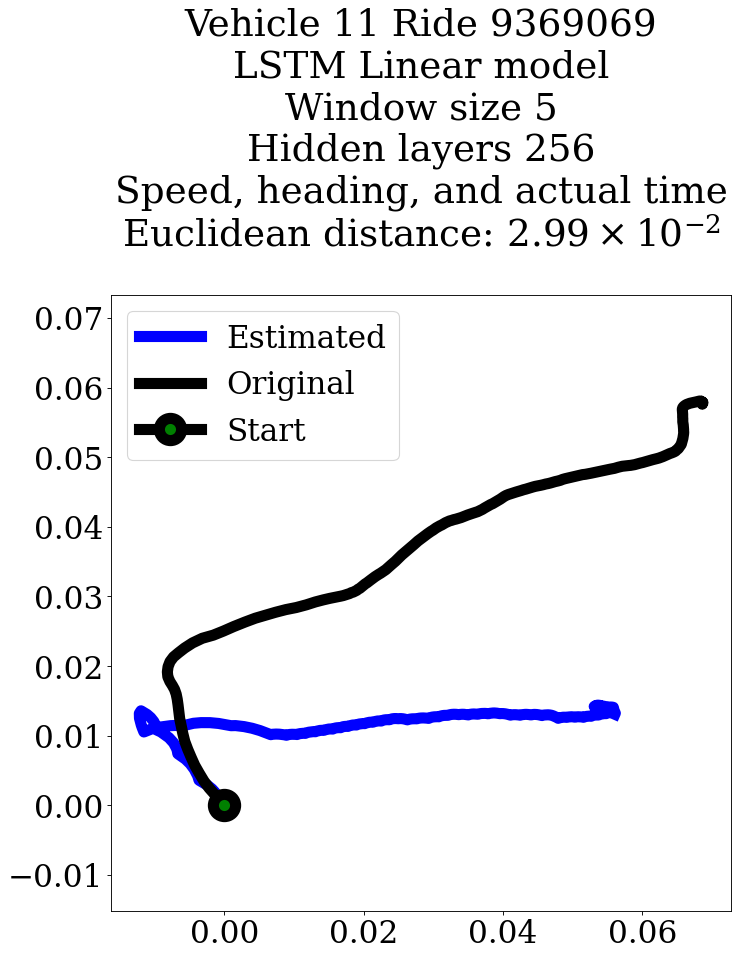 Vehicle 11 Ride 9369069
LSTM Linear model
Window size 5
Hidden layers 256
Speed, heading, and actual time
Euclidean distance: 2.99 × 10⁻²
0.07
0.06
0.05
0.04
0.03
0.02
0.01
0.00
−0.01
Estimated
Original
Start
0.00 0.02 0.04 0.06